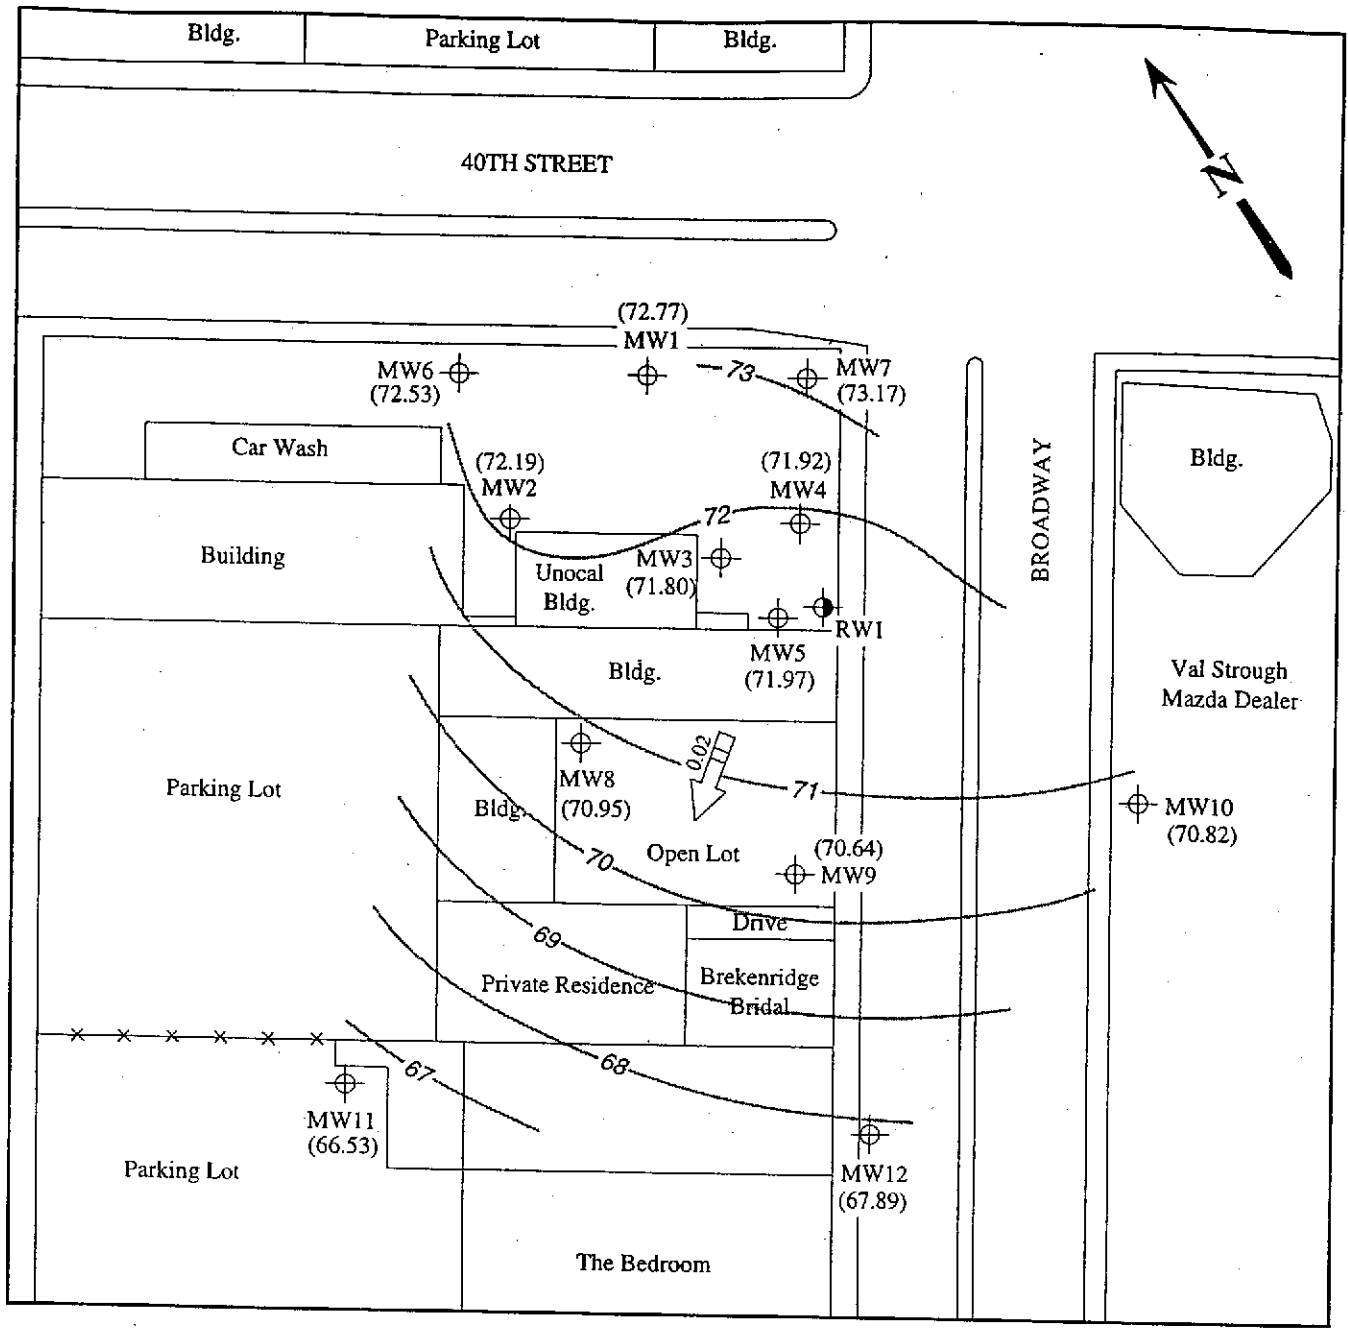 Bldg.
Parking Lot
Bldg.
40TH STREET
N
(72.77)
MW1
MW6
(72.53)
73
MW7
(73.17)
Car Wash
(72.19)
MW2
(71.92)
MW4
BROADWAY
Bldg.
72
Building
Unocal
Bldg.
MW3
(71.80)
RW1
MW5
(71.97)
Bldg.
Val Strough
Mazda Dealer
0.02
Parking Lot
MW8
(70.95)
Bldg.
71
MW10
(70.82)
(70.64)
MW9
Open Lot
70
Drive
69
Private Residence
Brekenridge
Bridal
68
67
MW11
(66.53)
MW12
(67.89)
Parking Lot
The Bedroom